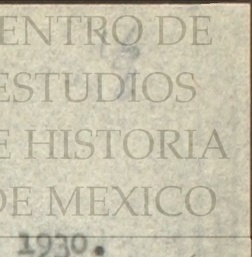 ENTRO DE
ESTUDIOS
E HISTORIA
DE MEXICO
1930.